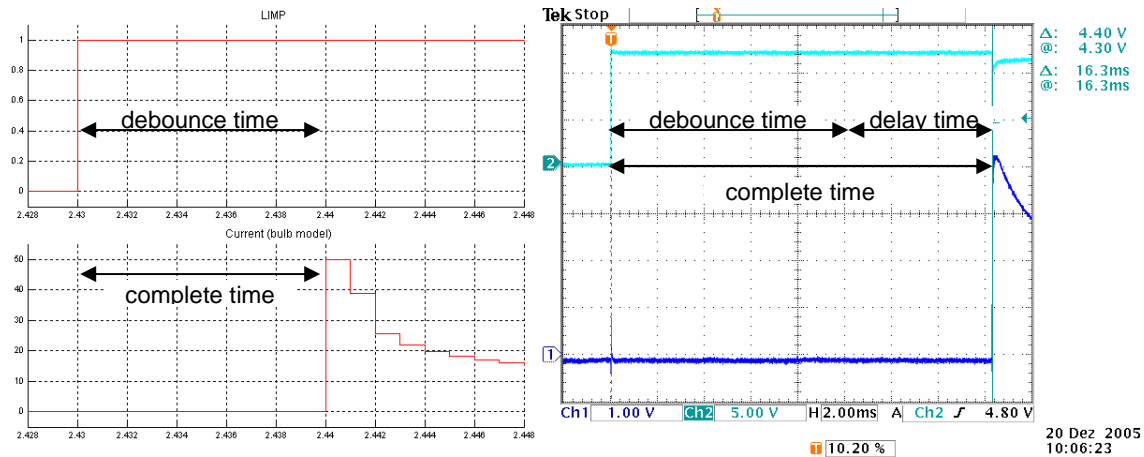 LIMP
1
0.8
0.6
0.4
0.2
0
debounce time
2.428 2.43 2.432 2.434 2.436 2.438 2.44 2.442 2.444 2.446 2.448
Current (bulb model)
50
40
30
20
10
0
complete time
2.428 2.43 2.432 2.434 2.436 2.438 2.44 2.442 2.444 2.446 2.448
Tek Stop
T
T
Δ: 4.40 V
@: 4.30 V
Δ: 16.3ms
@: 16.3ms
debounce time delay time
2
complete time
1
Ch1 1.00 V Ch2 5.00 V H 2.00ms A Ch2 4.80 V
T 10.20 %
20 Dez 2005
10:06:23